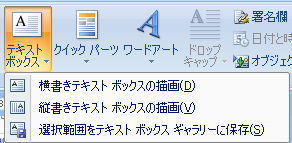 テキスト ボックス
クイック パーツ
ワードアート
ドロップ キャップ
署名欄
日付と時
オブジェク
横書きテキスト ボックスの描画(D)
縦書きテキスト ボックスの描画(V)
選択範囲をテキスト ボックス ギャラリーに保存(S)